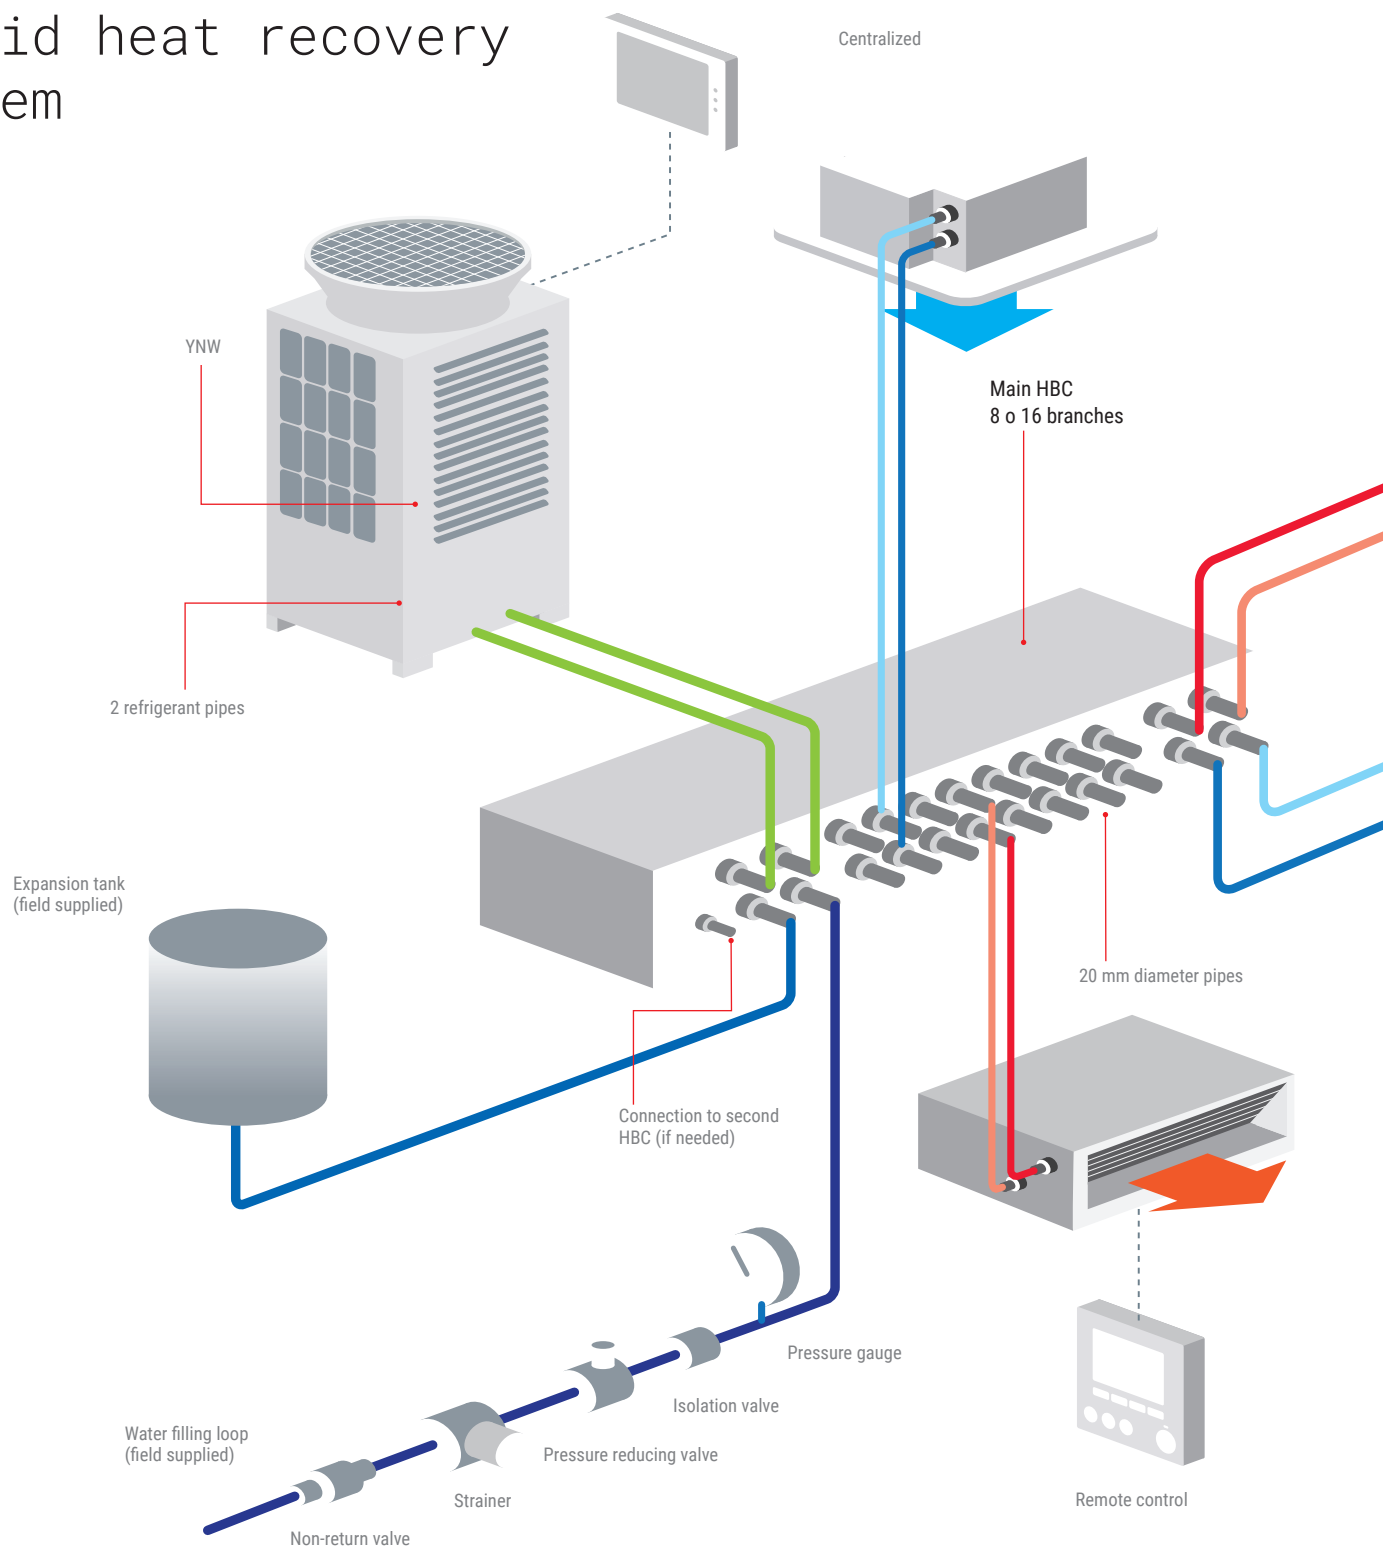 id heat recovery
em
Centralized
YNW
Main HBC
8 o 16 branches
2 refrigerant pipes
Expansion tank
(field supplied)
20 mm diameter pipes
Connection to second
HBC (if needed)
Pressure gauge
Isolation valve
Water filling loop
(field supplied)
Pressure reducing valve
Strainer
Remote control
Non-return valve